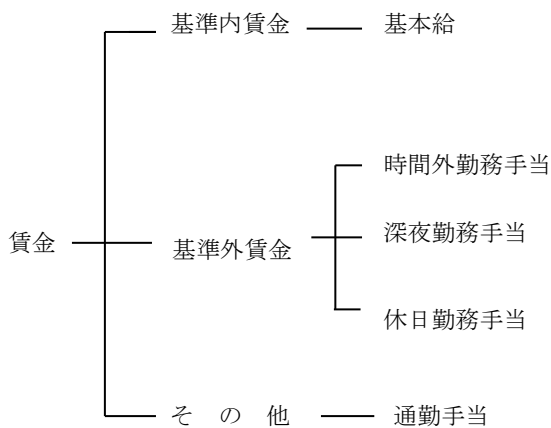 基準内賃金 基本給
時間外勤務手当
深夜勤務手当
賃金 基準外賃金
休日勤務手当
そ の 他 通勤手当